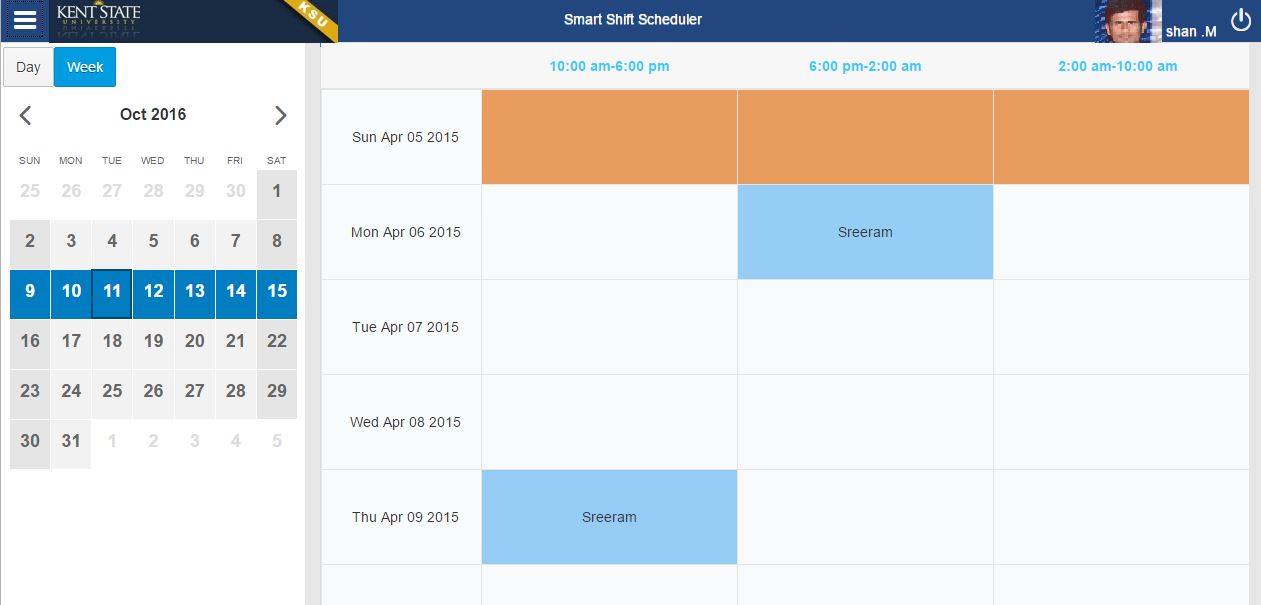 KENT STATE
UNIVERSITY
KSU
Smart Shift Scheduler
shan .M
Day Week
Oct 2016
SUN MON TUE WED THU FRI SAT
25 26 27 28 29 30 1
2 3 4 5 6 7 8
9 10 11 12 13 14 15
16 17 18 19 20 21 22
23 24 25 26 27 28 29
30 31 1 2 3 4 5
10:00 am-6:00 pm 6:00 pm-2:00 am 2:00 am-10:00 am
Sun Apr 05 2015
Mon Apr 06 2015 Sreeram
Tue Apr 07 2015
Wed Apr 08 2015
Thu Apr 09 2015 Sreeram